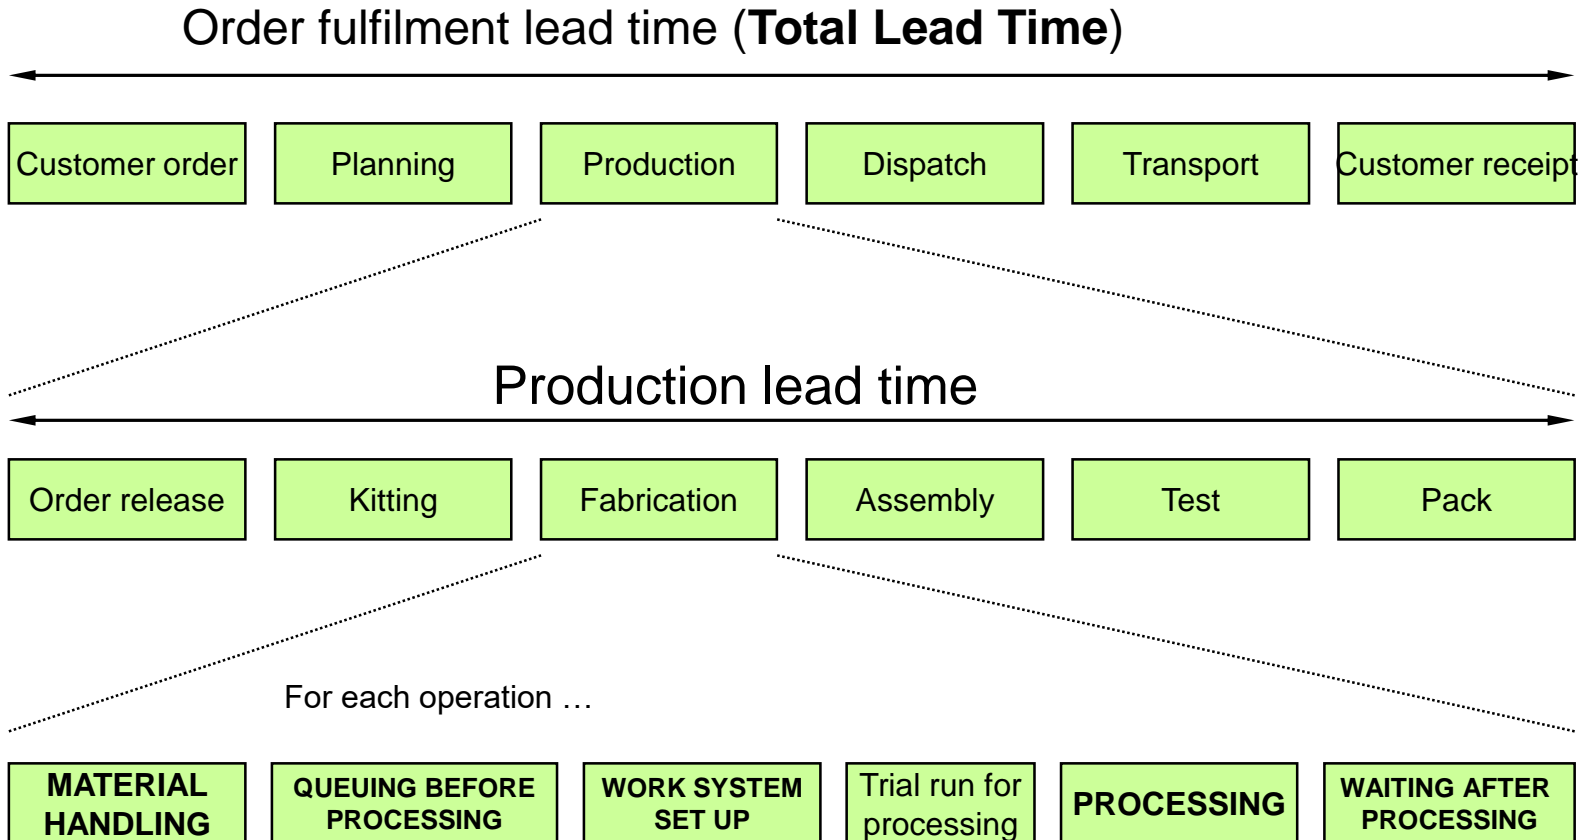 Order fulfilment lead time (Total Lead Time)
Customer order
Planning
Production
Dispatch
Transport
Customer receipt
Production lead time
Order release
Kitting
Fabrication
Assembly
Test
Pack
For each operation …
MATERIAL
HANDLING
QUEUING BEFORE
PROCESSING
WORK SYSTEM
SET UP
Trial run for
processing
PROCESSING
WAITING AFTER
PROCESSING